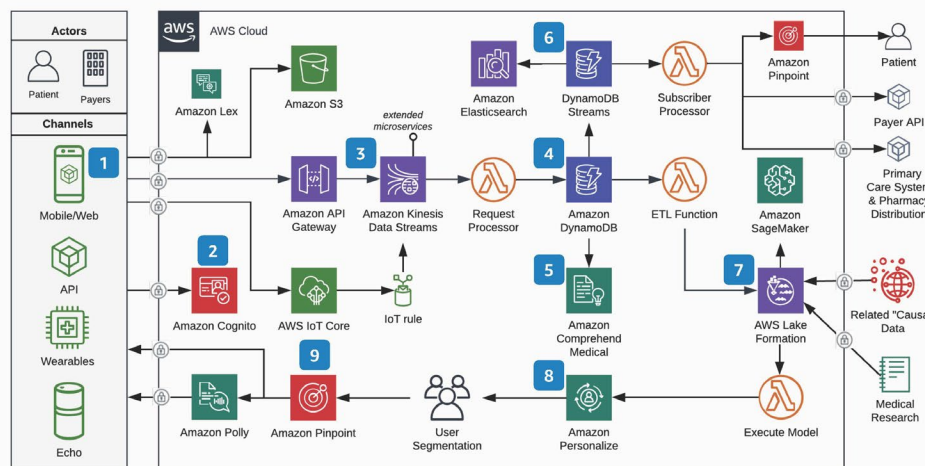 Actors
Patient
Payers
Channels
1
Mobile/Web
API
Wearables
Echo
aws
AWS Cloud
Amazon Lex
Amazon S3
extended
microservices
6
Amazon
Elasticsearch
DynamoDB
Streams
Subscriber
Processor
Amazon
Pinpoint
Patient
Payer API
Primary
Care System
& Pharmacy
Distribution
3
Amazon API
Gateway
Amazon Kinesis
Data Streams
Request
Processor
4
Amazon
DynamoDB
ETL Function
Amazon
SageMaker
2
Amazon Cognito
AWS IoT Core
IoT rule
5
Amazon
Comprehend
Medical
7
AWS Lake
Formation
Related "Causa
Data
Medical
Research
9
Amazon Polly
Amazon Pinpoint
User
Segmentation
8
Amazon
Personalize
Execute Model